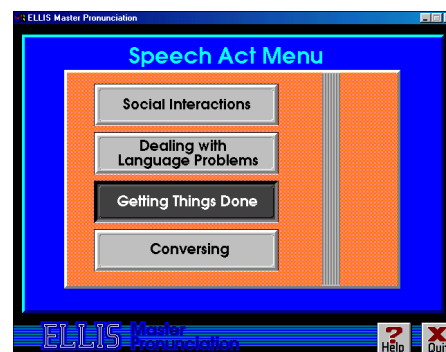 ELLIS Master Pronunciation
Speech Act Menu
Social Interactions
Dealing with
Language Problems
Getting Things Done
Conversing
ELLIS Master
Pronunciation
Help
Quit